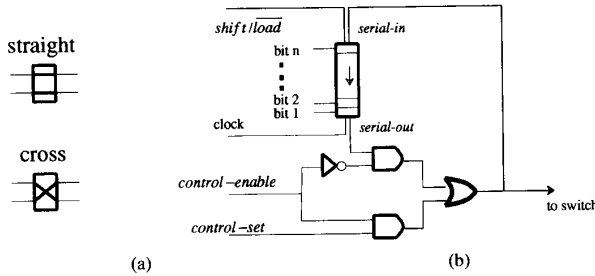 straight
cross
(a)
shift/load
serial-in
bit n
bit 2
bit 1
clock
serial-out
control-enable
control-set
to switch
(b)